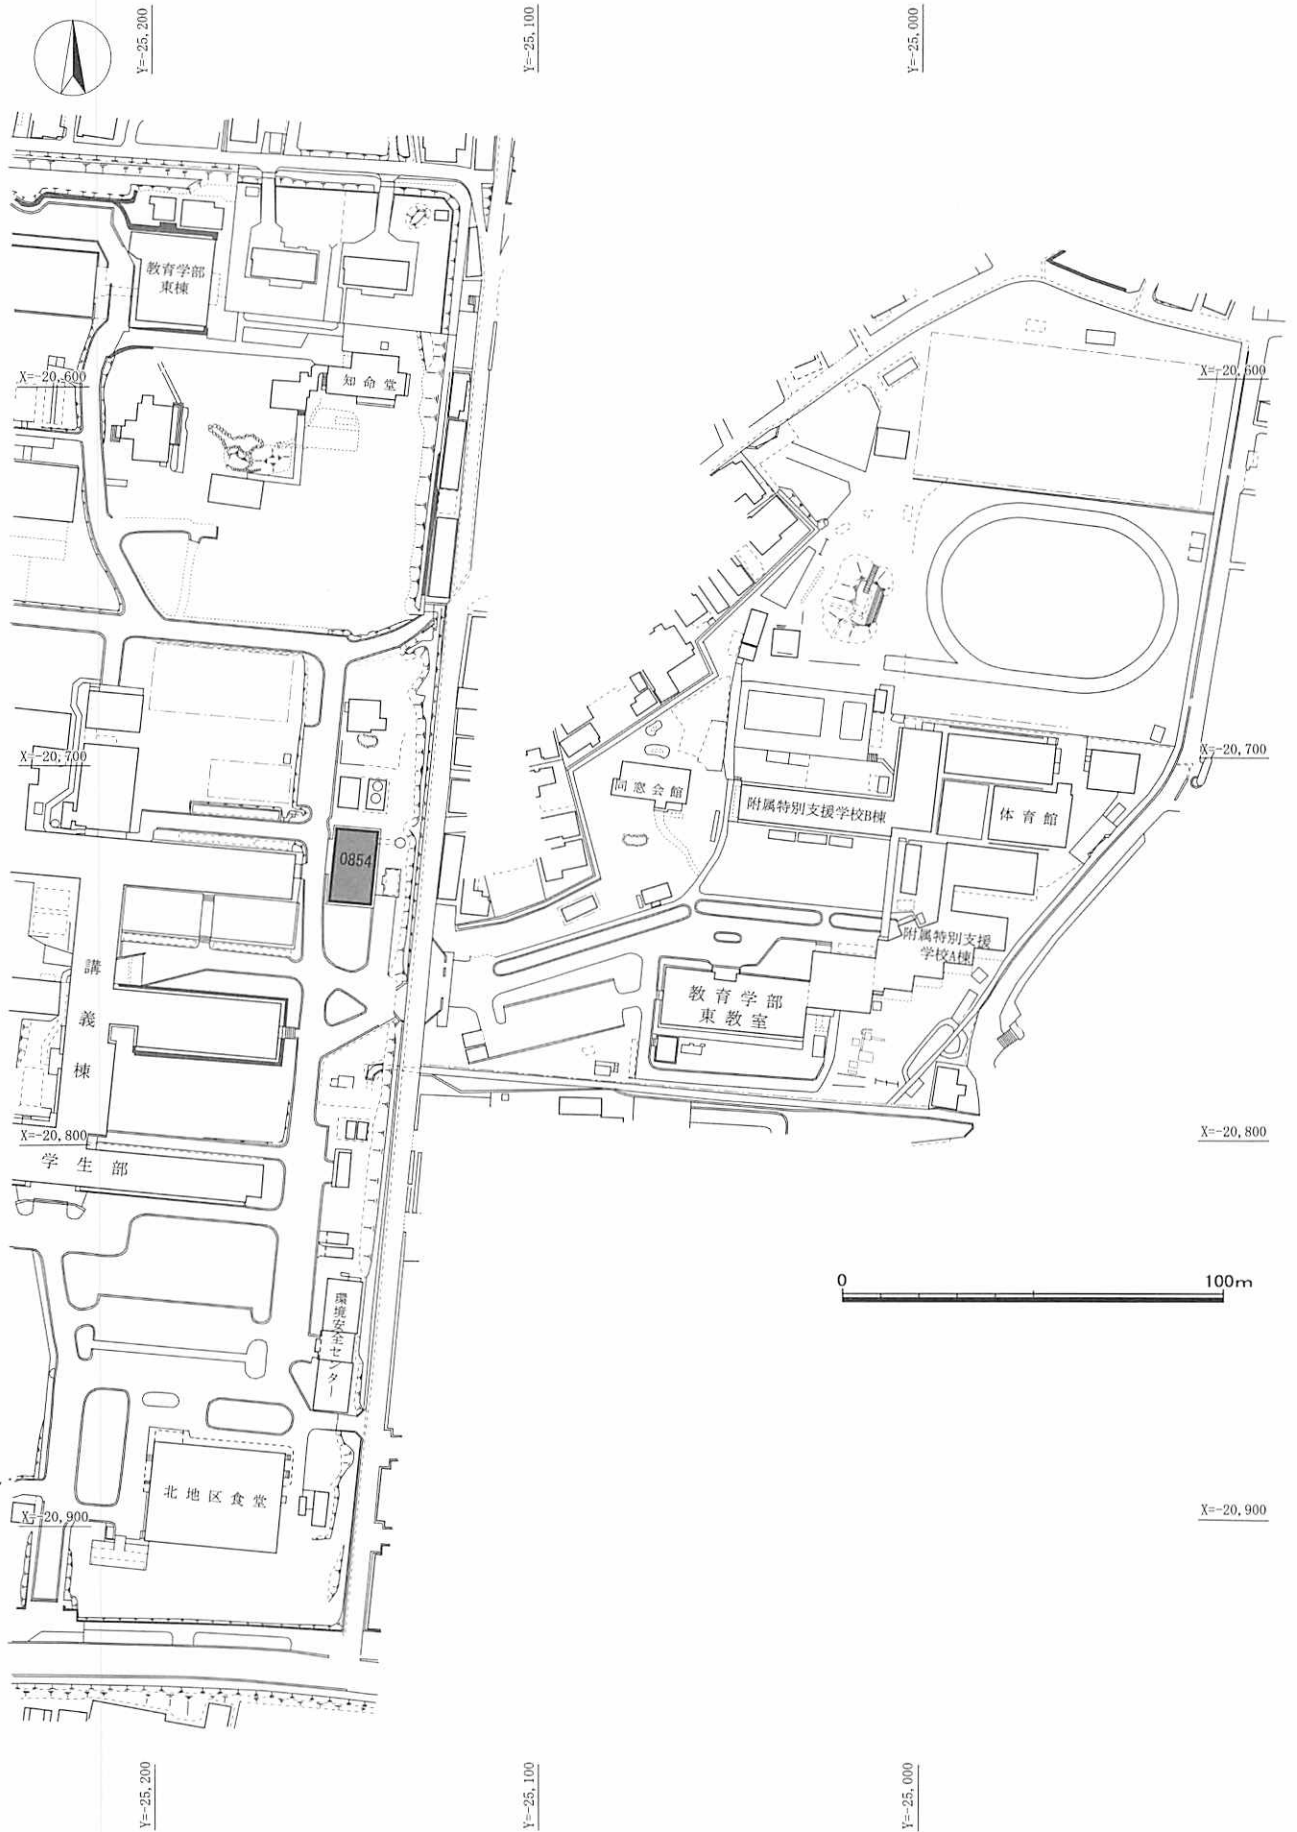 Y=-25,200
Y=-25,100
Y=-25,000
教育学部
東棟
X=-20,600
知命堂
X=-20,600
X=-20,700
X=-20,700
同窓会館
附属特別支援学校B棟
体育館
0854
附属特別支援
学校A棟
講義棟
教育学部
東教室
X=-20,800
X=-20,800
学生部
0
100m
環境安全センター
北地区食堂
X=-20,900
X=-20,900
Y=-25,200
Y=-25,100
Y=-25,000